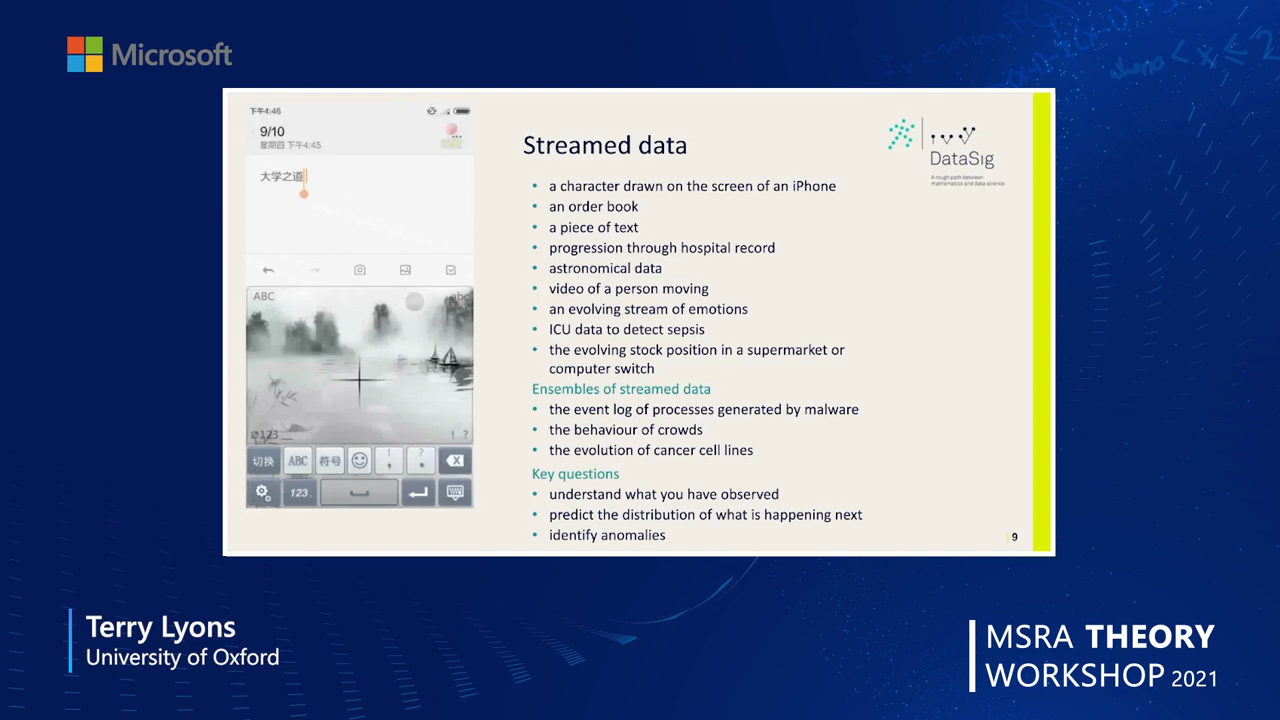 Microsoft
下午4:46
9/10
星期四 下午4:45
大学之道
ABC
abc
123
! ?
切换
ABC
符号
!
,
?
.
123
Streamed data
DataSig
A rough path between
mathematics and data science
• a character drawn on the screen of an iPhone
• an order book
• a piece of text
• progression through hospital record
• astronomical data
• video of a person moving
• an evolving stream of emotions
• ICU data to detect sepsis
• the evolving stock position in a supermarket or
computer switch
Ensembles of streamed data
• the event log of processes generated by malware
• the behaviour of crowds
• the evolution of cancer cell lines
Key questions
• understand what you have observed
• predict the distribution of what is happening next
• identify anomalies
9
Terry Lyons
University of Oxford
MSRA THEORY
WORKSHOP 2021